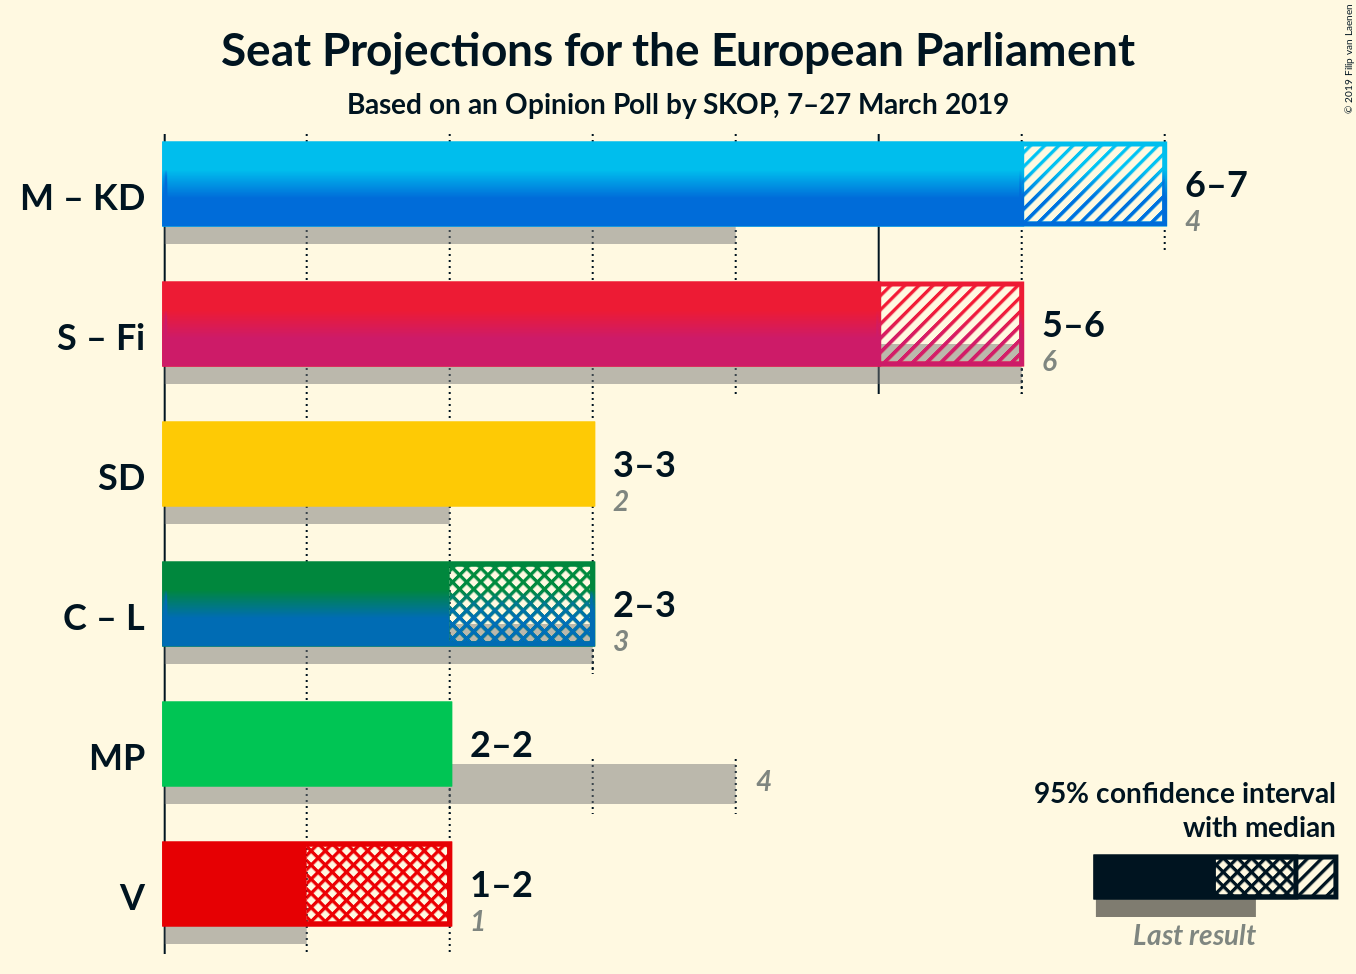 Seat Projections for the European Parliament
Based on an Opinion Poll by SKOP, 7–27 March 2019
© 2019 Filip van Laenen
M – KD
6–7
4
S – Fi
5–6
6
SD
3–3
2
C – L
2–3
3
MP
2–2
4
V
1–2
1
95% confidence interval
with median
Last result